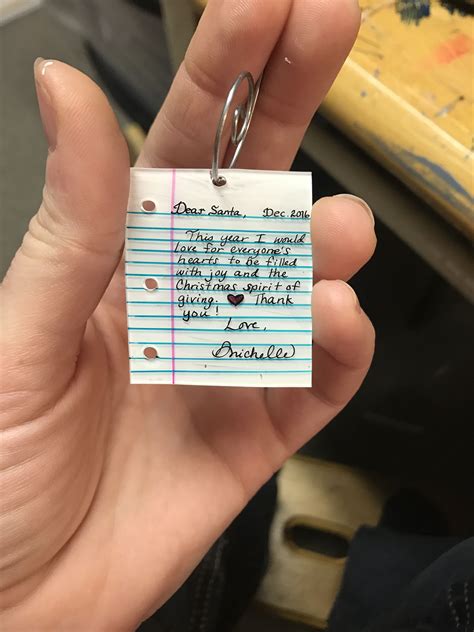 Dear Santa, Dec. 2016
This year I would
love for everyone's
hearts to be filled
with joy and the
Christmas spirit of
giving. ♥ Thank
you!
Love,
Michelle